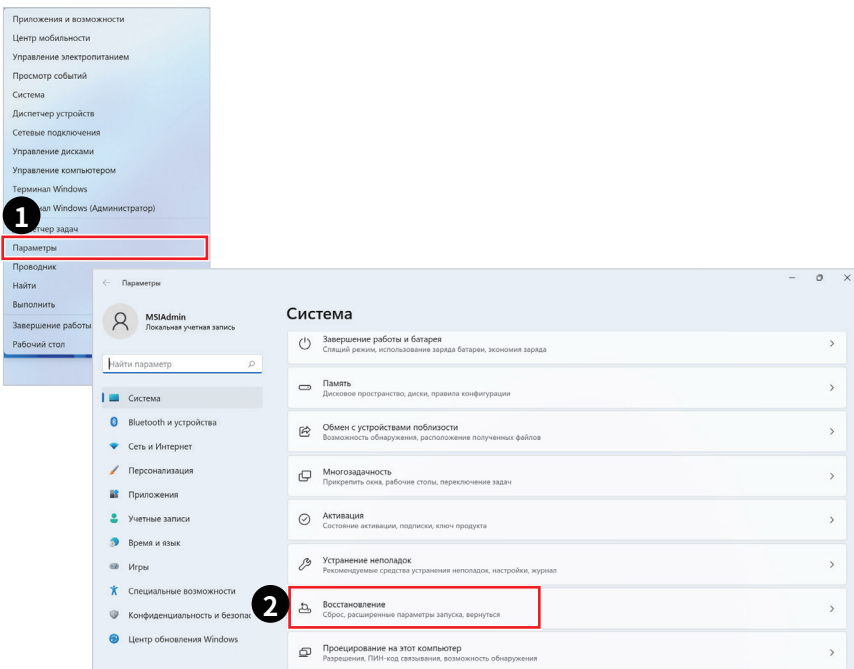 Приложения и возможности
Центр мобильности
Управление электропитанием
Просмотр событий
Система
Диспетчер устройств
Сетевые подключения
Управление дисками
Управление компьютером
Терминал Windows
Windows (Администратор)
1
задач
Параметры
Проводник
Найти
Выполнить
Завершение работы
Рабочий стол
Параметры
MSIAdmin
Локальная учетная запись
Найти параметр
Система
Bluetooth и устройства
Сеть и Интернет
Персонализация
Приложения
Учетные записи
Время и язык
Игры
Специальные возможности
Конфиденциальность и безопас
Центр обновления Windows
Система
Завершение работы и батарея
Спящий режим, использование заряда батареи, экономия заряда
Память
Дисковое пространство, диски, правила конфигурации
Обмен с устройствами поблизости
Возможность обнаружения, расположение полученных файлов
Многозадачность
Прикрепить окна, рабочие столы, переключение задач
Активация
Состояние активации, подписки, ключ продукта
Устранение неполадок
Рекомендуемые средства устранения неполадок, настройки, журнал
2
Восстановление
Сброс, расширенные параметры запуска, вернуться
Проецирование на этот компьютер
Разрешения, ПИН-код связывания, возможность обнаружения